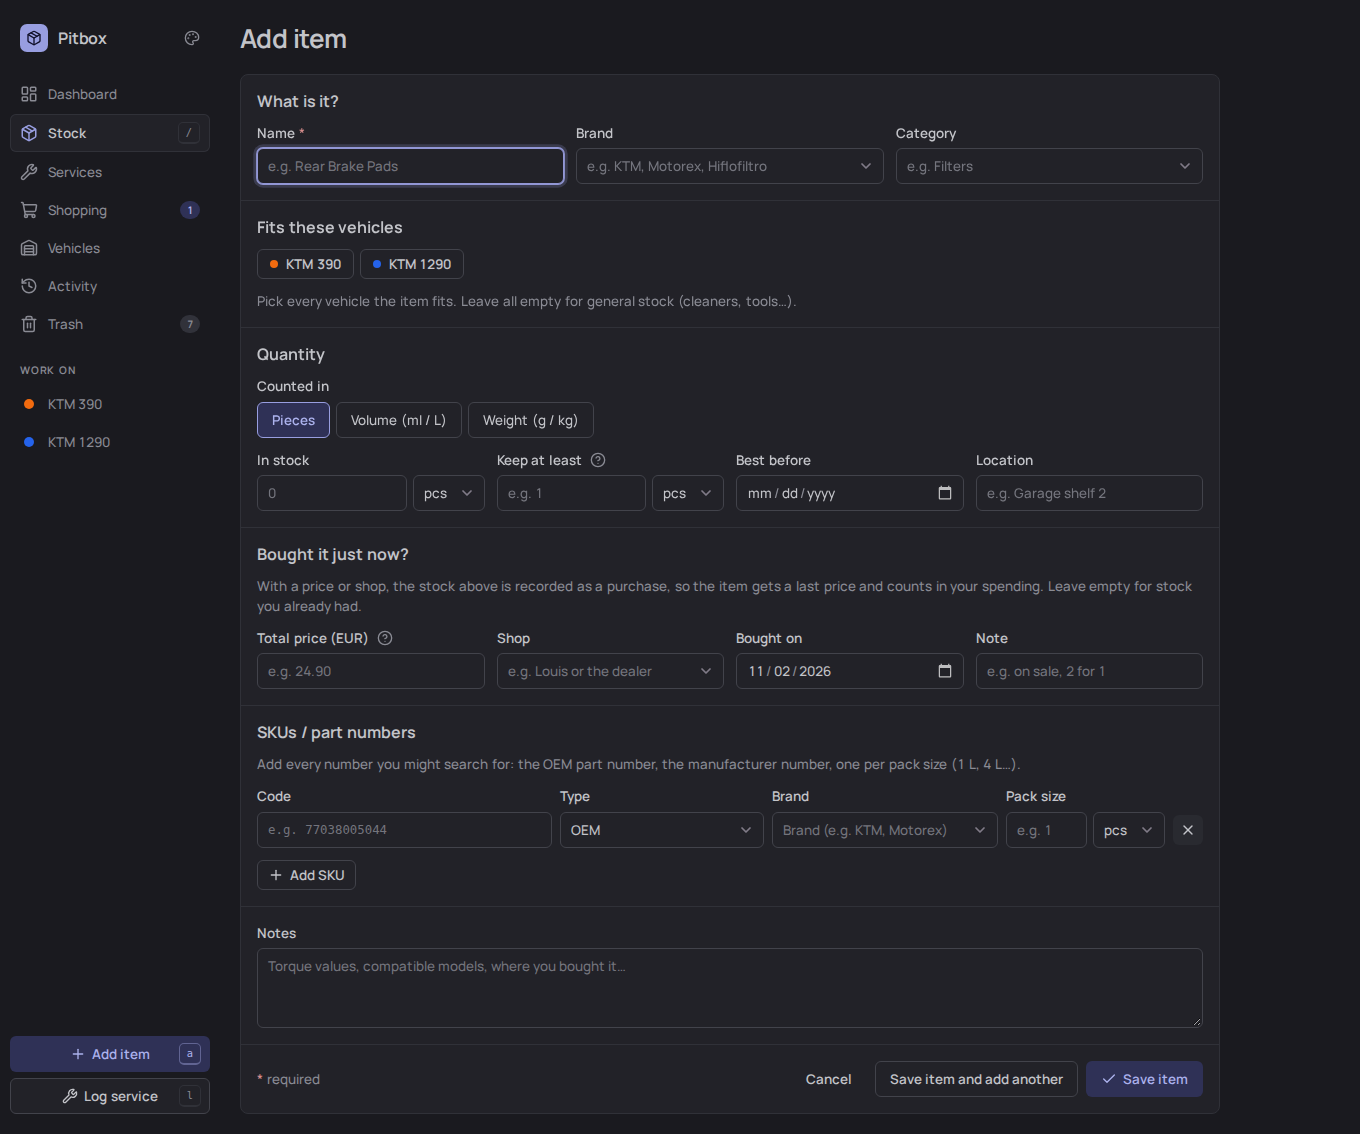 Pitbox
Dashboard
Stock /
Services
Shopping 1
Vehicles
Activity
Trash 7
WORK ON
KTM 390
KTM 1290
+ Add item a
Log service l
Add item
What is it?
Name * Brand Category
e.g. Rear Brake Pads e.g. KTM, Motorex, Hiflofiltro e.g. Filters
Fits these vehicles
KTM 390 KTM 1290
Pick every vehicle the item fits. Leave all empty for general stock (cleaners, tools…).
Quantity
Counted in
Pieces Volume (ml / L) Weight (g / kg)
In stock Keep at least ? Best before Location
0 pcs e.g. 1 pcs mm/dd/yyyy e.g. Garage shelf 2
Bought it just now?
With a price or shop, the stock above is recorded as a purchase, so the item gets a last price and counts in your spending. Leave empty for stock
you already had.
Total price (EUR) ? Shop Bought on Note
e.g. 24.90 e.g. Louis or the dealer 11/02/2026 e.g. on sale, 2 for 1
SKUs / part numbers
Add every number you might search for: the OEM part number, the manufacturer number, one per pack size (1 L, 4 L…).
Code Type Brand Pack size
e.g. 77038005044 OEM Brand (e.g. KTM, Motorex) e.g. 1 pcs
+ Add SKU
Notes
Torque values, compatible models, where you bought it…
* required Cancel Save item and add another Save item